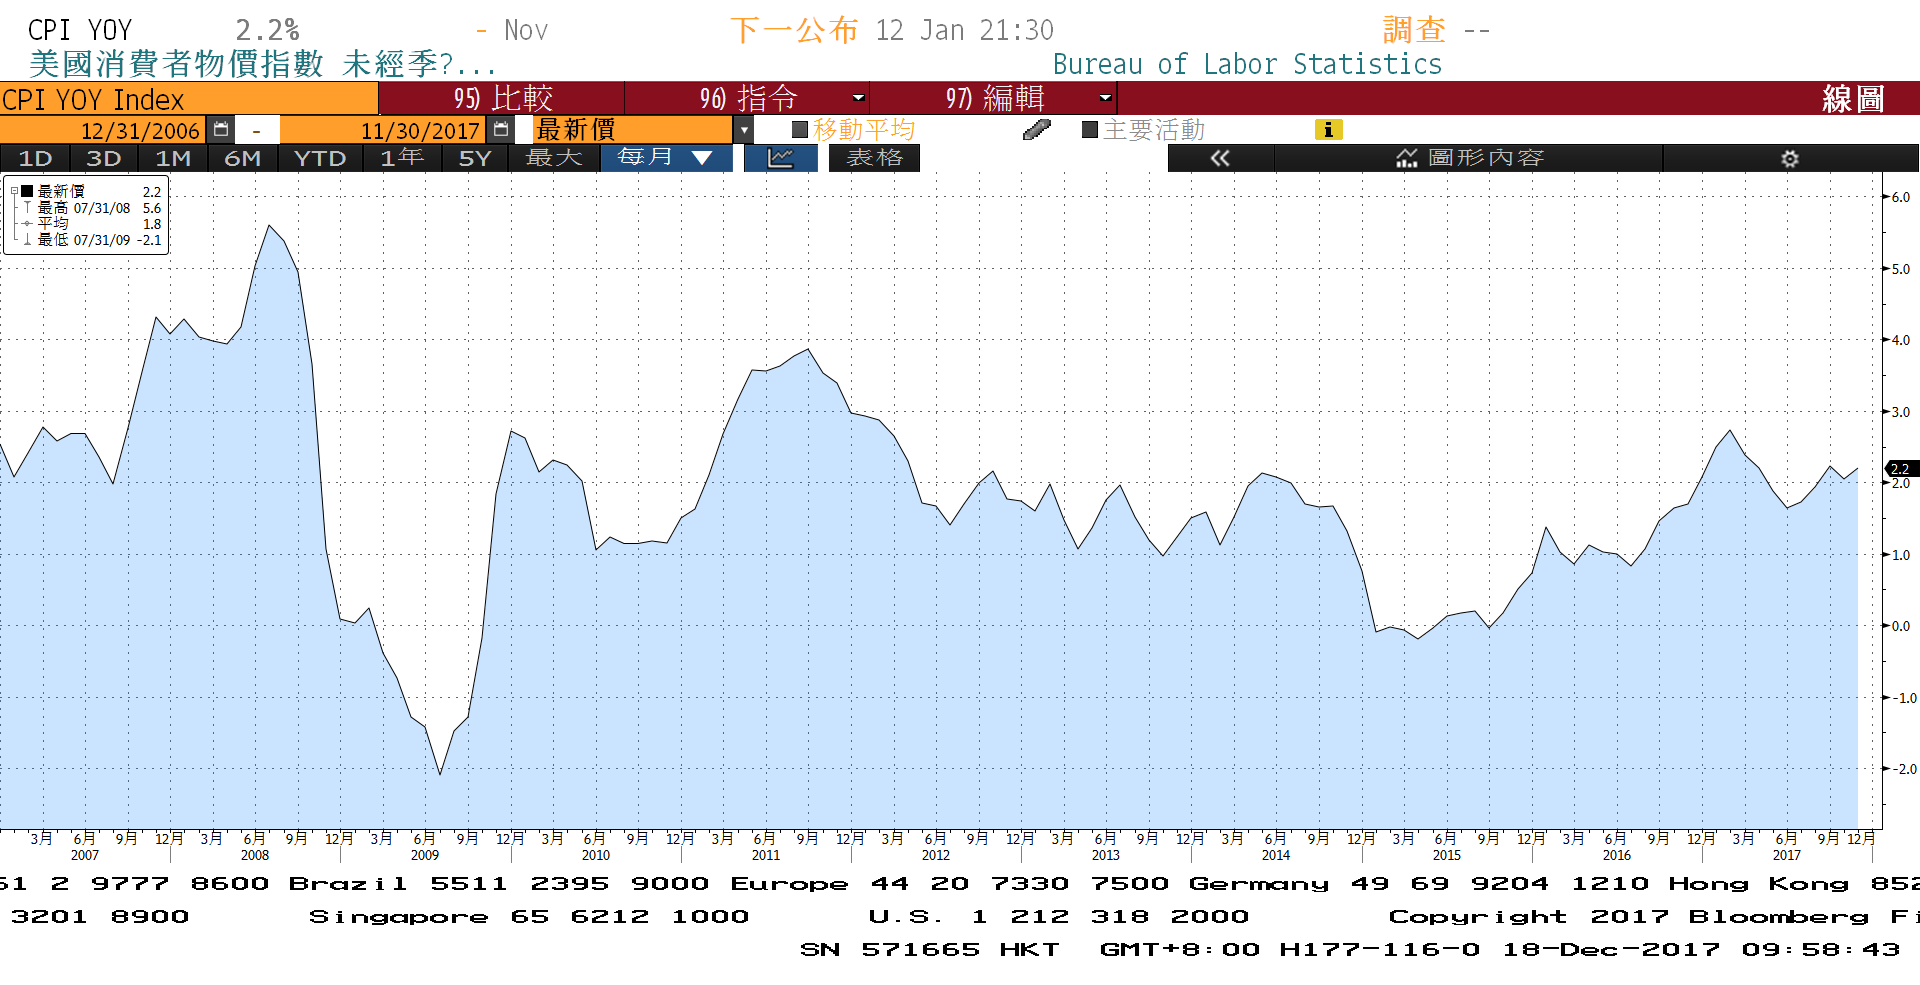 CPI YOY 2.2% - Nov 下一公布 12 Jan 21:30 調查 --
美國消費者物價指數 未經季?... Bureau of Labor Statistics
CPI YOY Index 95) 比較 96) 指令 97) 編輯 線圖
12/31/2006 - 11/30/2017 最新價 移動平均 主要活動 i
1D 3D 1M 6M YTD 1年 5Y 最大 每月 ▼ 表格 « 圖形內容
最新價 2.2
最高 07/31/08 5.6
平均 1.8
最低 07/31/09 -2.1
6.0
5.0
4.0
3.0
2.2
2.0
1.0
0.0
-1.0
-2.0
3月 6月 9月 12月 3月 6月 9月 12月 3月 6月 9月 12月 3月 6月 9月 12月 3月 6月 9月 12月 3月 6月 9月 12月 3月 6月 9月 12月 3月 6月 9月 12月 3月 6月 9月 12月 3月 6月 9月 12月 3月 6月 9月 12月
2007 2008 2009 2010 2011 2012 2013 2014 2015 2016 2017
61 2 9777 8600 Brazil 5511 2395 9000 Europe 44 20 7330 7500 Germany 49 69 9204 1210 Hong Kong 852
3201 8900 Singapore 65 6212 1000 U.S. 1 212 318 2000 Copyright 2017 Bloomberg Fi
SN 571665 HKT GMT+8:00 H177-116-0 18-Dec-2017 09:58:43